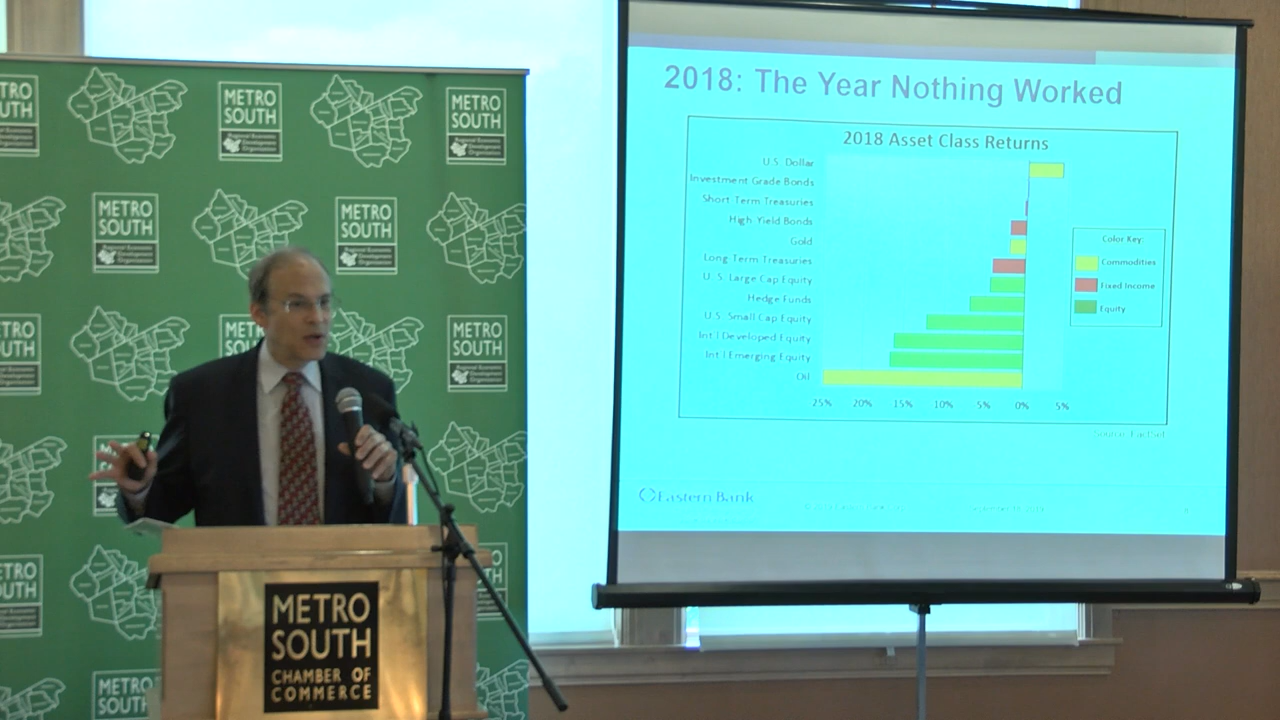 METRO
SOUTH
Regional Economic
Development
Organization
METRO
SOUTH
CHAMBER OF
COMMERCE
2018: The Year Nothing Worked
2018 Asset Class Returns
U.S. Dollar
Investment Grade Bonds
Short Term Treasuries
High Yield Bonds
Gold
Long Term Treasuries
U. S. Large Cap Equity
Hedge Funds
U.S. Small Cap Equity
Int l Developed Equity
Int l Emerging Equity
Oil
25% 20% 15% 10% 5% 0% 5%
Color Key:
Commodities
Fixed Income
Equity
Source: FactSet
Eastern Bank